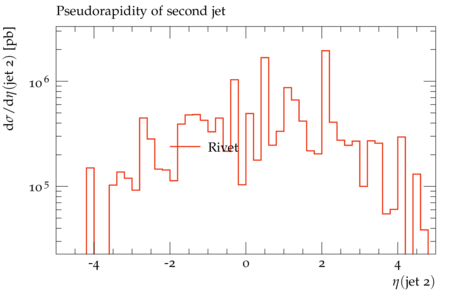 Pseudorapidity of second jet
dσ/dη(jet 2) [pb]
10⁶
10⁵
Rivet
-4 -2 0 2 4
η(jet 2)